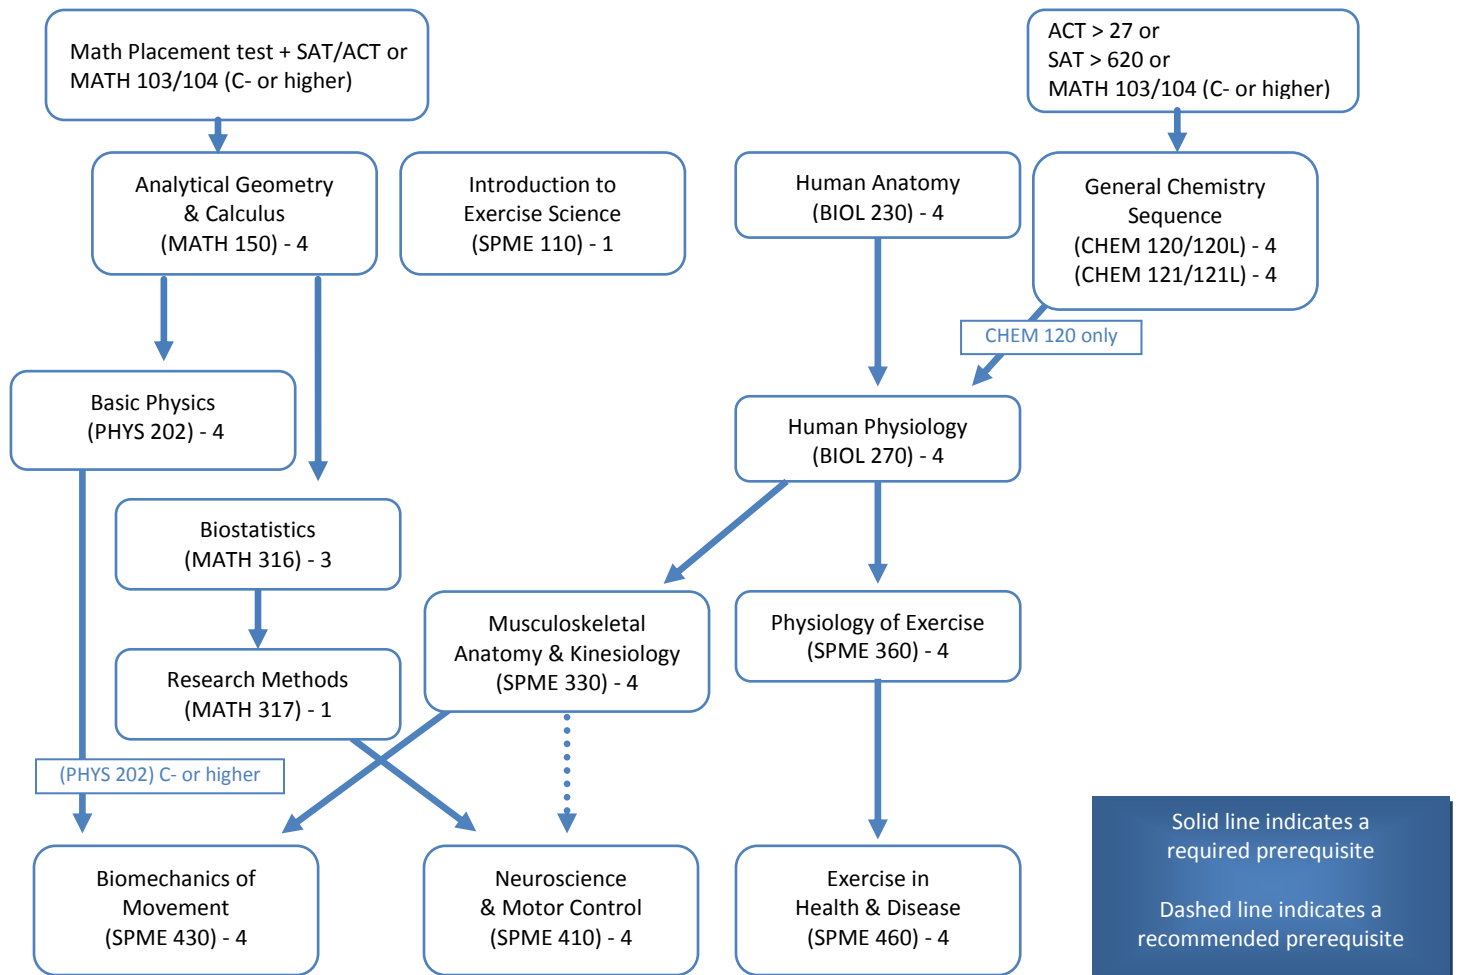 Math Placement test + SAT/ACT or
MATH 103/104 (C- or higher)
ACT > 27 or
SAT > 620 or
MATH 103/104 (C- or higher)
Analytical Geometry
& Calculus
(MATH 150) - 4
Introduction to
Exercise Science
(SPME 110) - 1
Human Anatomy
(BIOL 230) - 4
General Chemistry
Sequence
(CHEM 120/120L) - 4
(CHEM 121/121L) - 4
CHEM 120 only
Basic Physics
(PHYS 202) - 4
Human Physiology
(BIOL 270) - 4
Biostatistics
(MATH 316) - 3
Musculoskeletal
Anatomy & Kinesiology
(SPME 330) - 4
Physiology of Exercise
(SPME 360) - 4
Research Methods
(MATH 317) - 1
(PHYS 202) C- or higher
Biomechanics of
Movement
(SPME 430) - 4
Neuroscience
& Motor Control
(SPME 410) - 4
Exercise in
Health & Disease
(SPME 460) - 4
Solid line indicates a
required prerequisite
Dashed line indicates a
recommended prerequisite